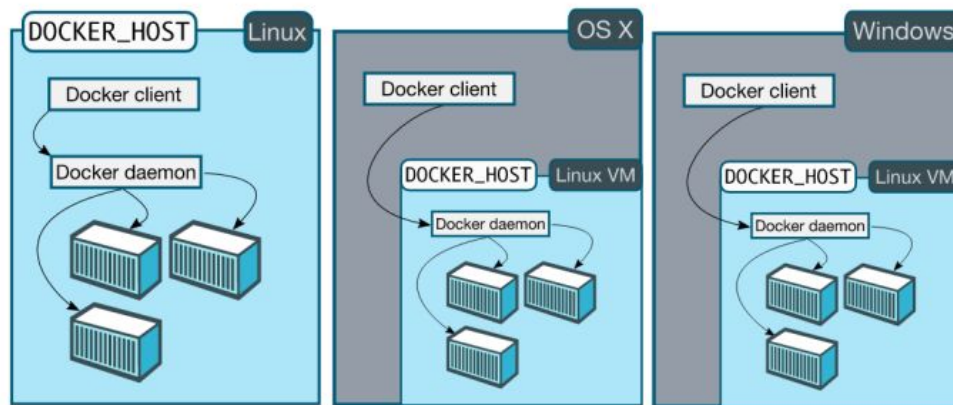 DOCKER_HOST
Linux
Docker client
Docker daemon
OS X
Docker client
DOCKER_HOST
Linux VM
Docker daemon
Windows
Docker client
DOCKER_HOST
Linux VM
Docker daemon